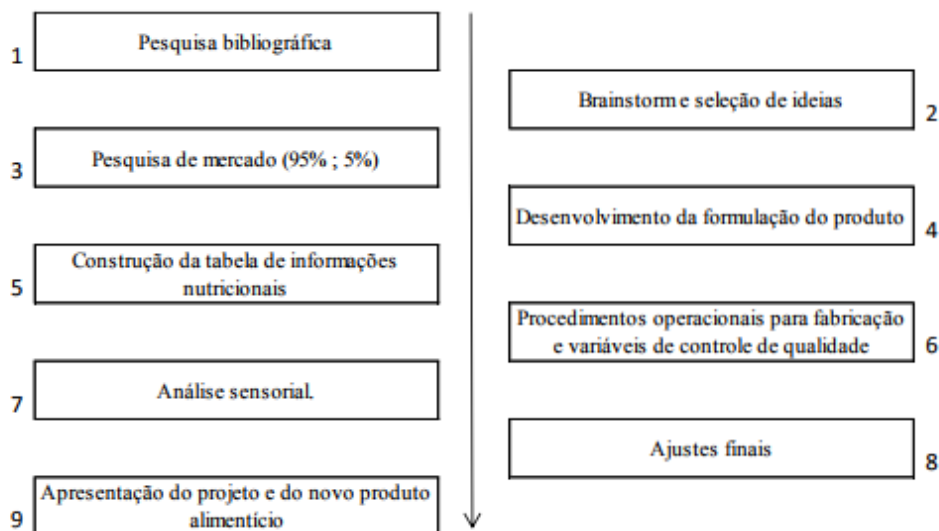 1
Pesquisa bibliográfica
Brainstorm e seleção de ideias
2
3
Pesquisa de mercado (95% ; 5%)
Desenvolvimento da formulação do produto
4
5
Construção da tabela de informações
nutricionais
Procedimentos operacionais para fabricação
e variáveis de controle de qualidade
6
7
Análise sensorial.
Ajustes finais
8
9
Apresentação do projeto e do novo produto
alimentício